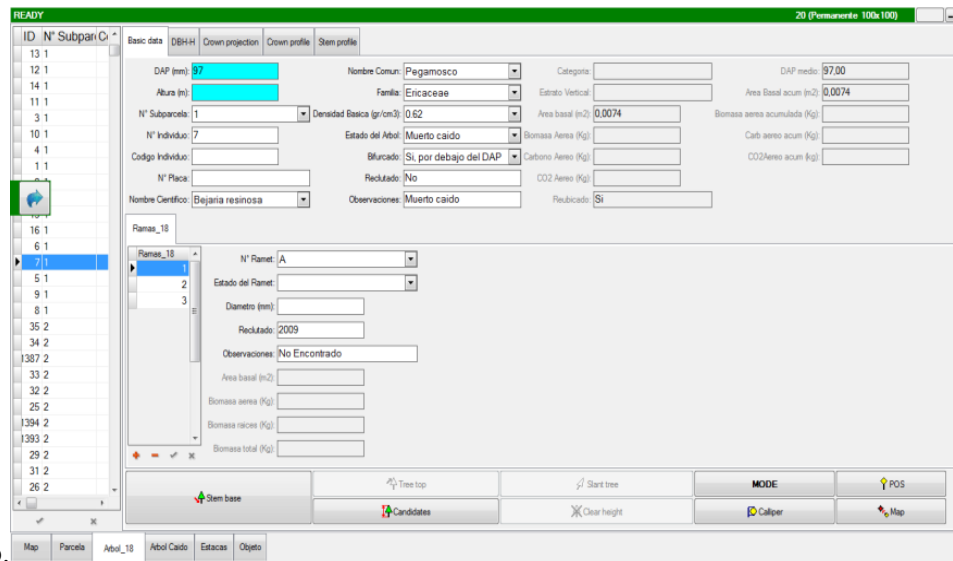 READY 20 (Permanente 100x100)
ID N° Subpar Co
13 1
12 1
14 1
11 1
3 1
10 1
4 1
1 1
16 1
6 1
7 1
5 1
9 1
8 1
35 2
34 2
1387 2
33 2
32 2
25 2
1394 2
1393 2
29 2
31 2
26 2
Basic data DBH-H Crown projection Crown profile Stem profile
DAP (mm): 97 Nombre Comun: Pegamosco Categoria: DAP medio: 97,00
Altura (m): Familia: Ericaceae Estrato Vertical: Area Basal acum (m2): 0,0074
N° Subparcela: 1 Densidad Basica (gr/cm3): 0.62 Area basal (m2): 0,0074 Biomasa aerea acumulada (Kg):
N° Individuo: 7 Estado del Arbol: Muerto caido Biomasa Aerea (Kg): Carb aereo acum (Kg):
Codigo Individuo: Bifurcado: Si, por debajo del DAP Carbono Aereo (Kg): CO2Aereo acum (kg):
N° Placa: Reclutado: No CO2 Aereo (Kg):
Nombre Cientifico: Bejaria resinosa Observaciones: Muerto caido Reubicado: Si
Ramas_18
Ramas_18
1
2
3
N° Ramet: A
Estado del Ramet:
Diametro (mm):
Reclutado: 2009
Observaciones: No Encontrado
Area basal (m2):
Biomasa aerea (Kg):
Biomasa raices (Kg):
Biomasa total (Kg):
Stem base Tree top Slant tree MODE POS
Candidates Clear height Calliper Map
Map Parcela Arbol_18 Arbol Caido Estacas Objeto